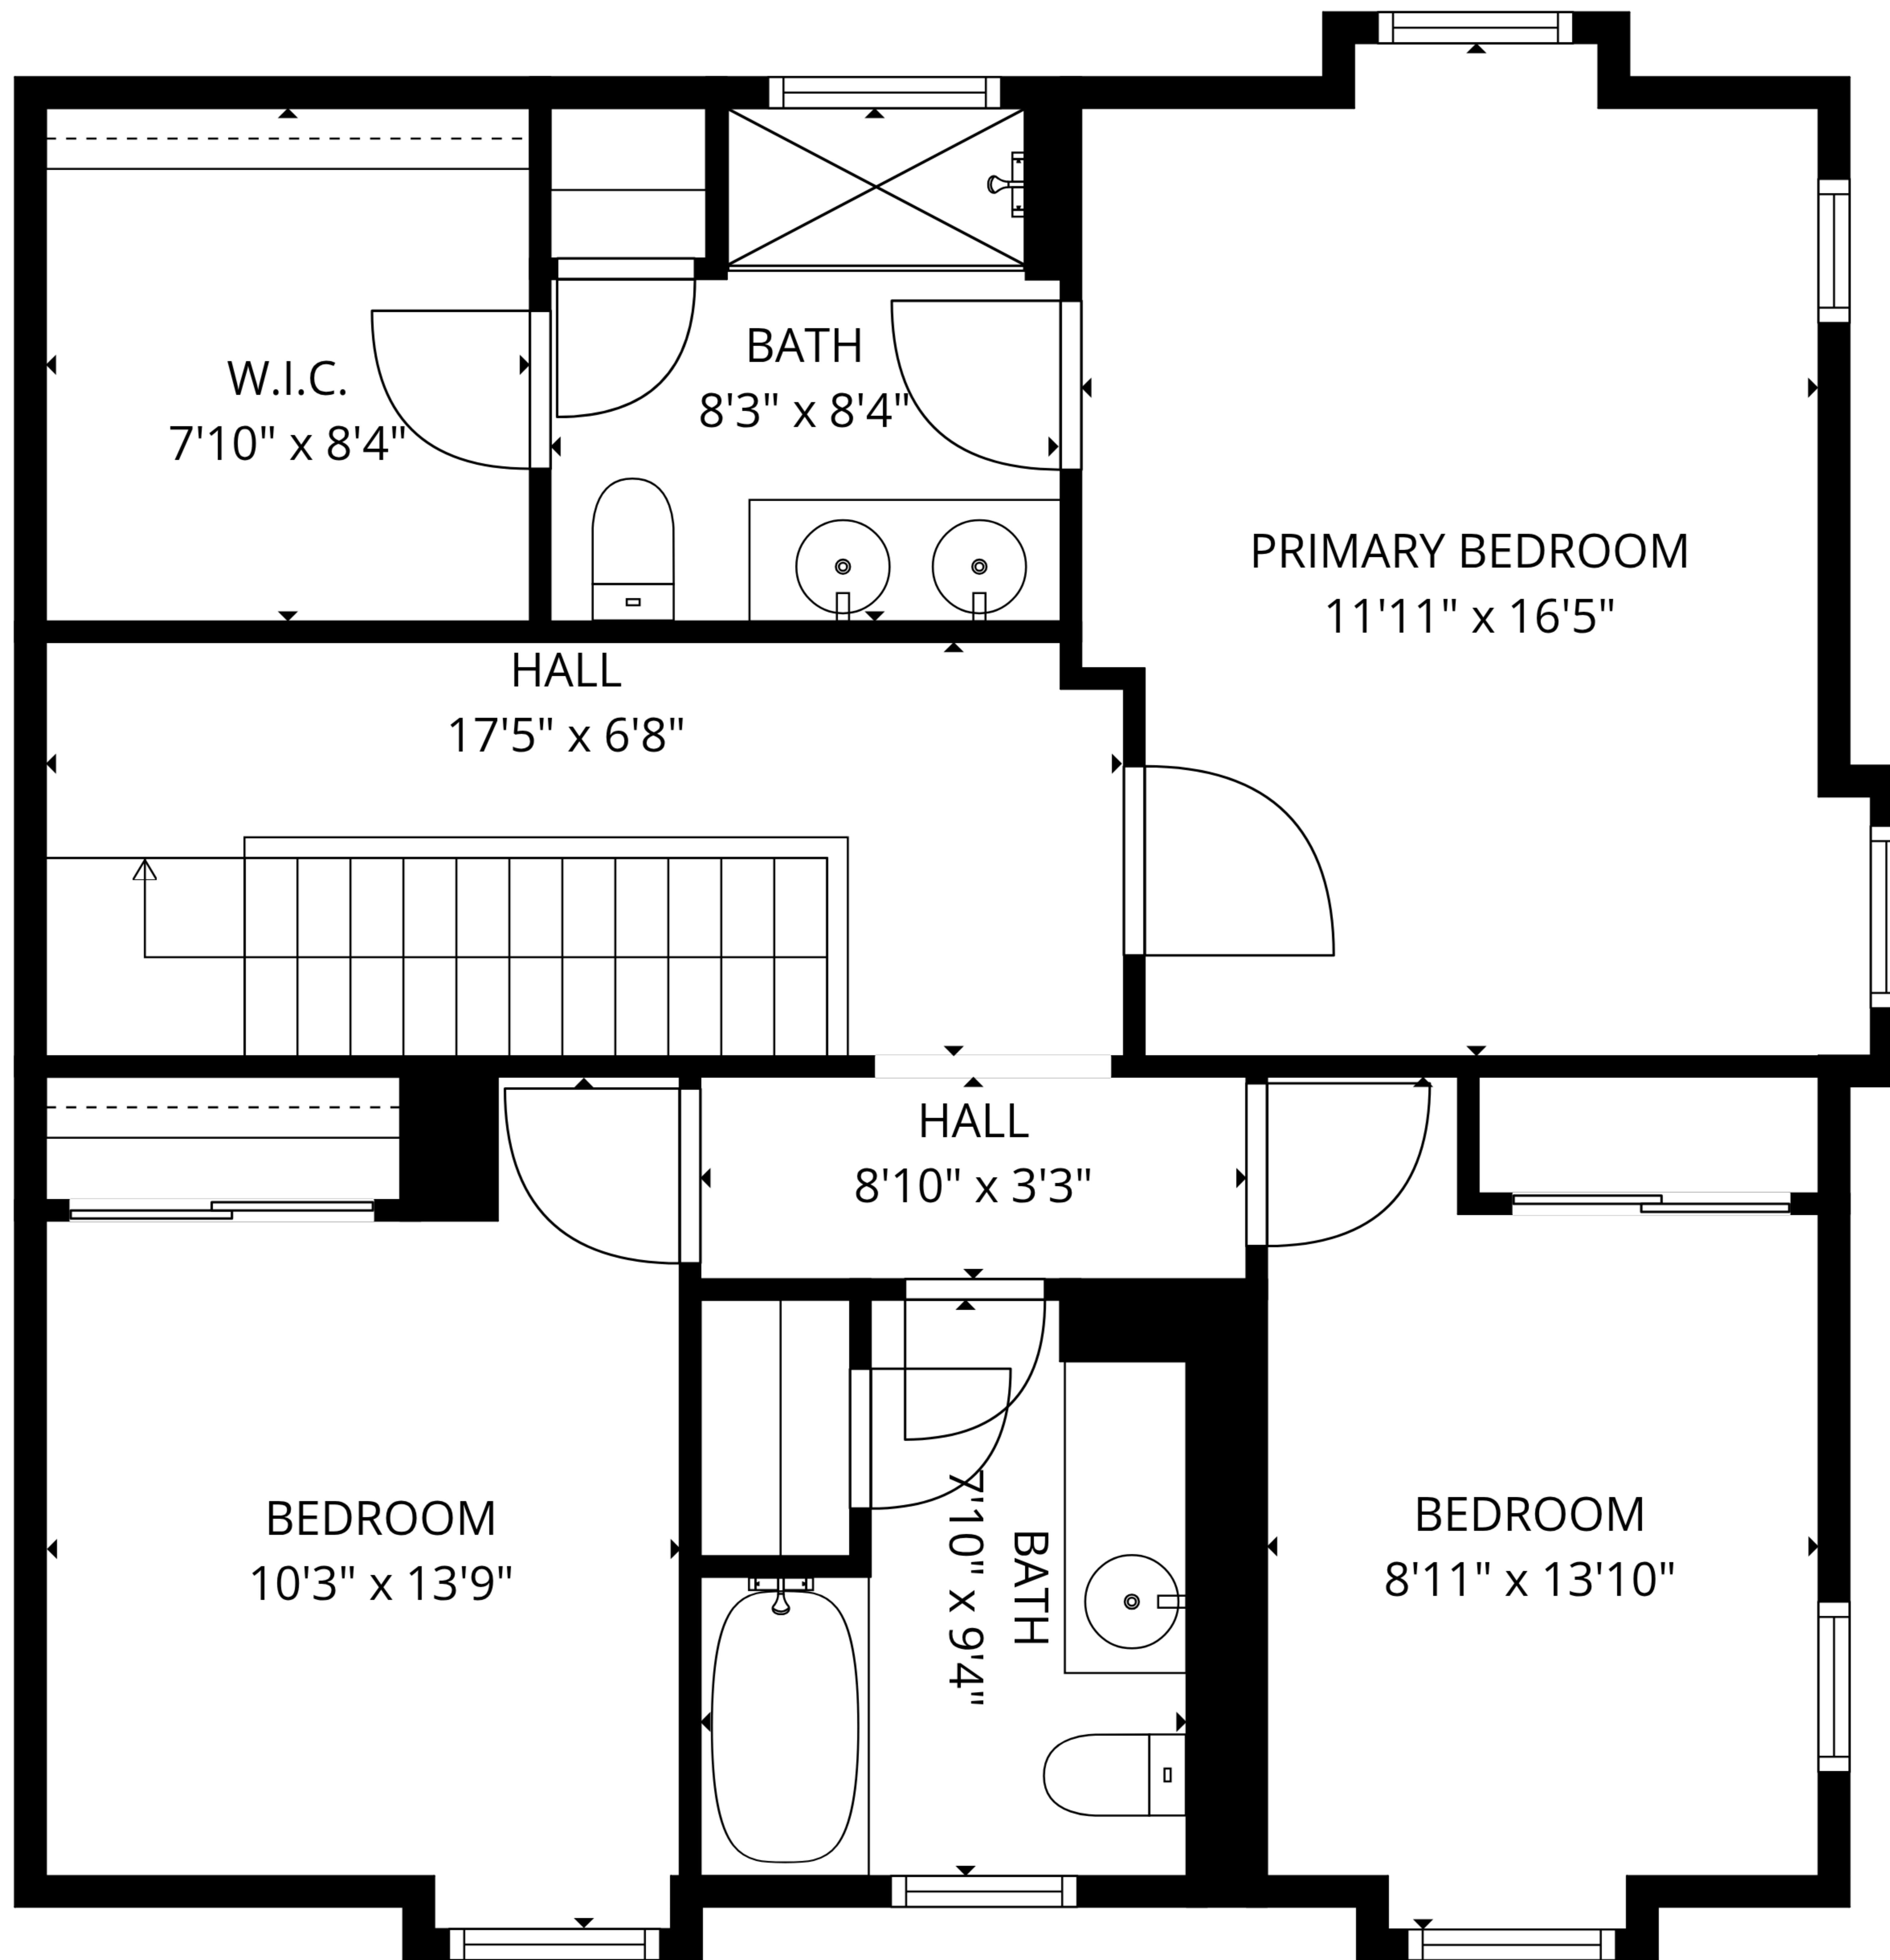 W.I.C.
7'10" x 8'4"
BATH
8'3" x 8'4"
PRIMARY BEDROOM
11'11" x 16'5"
HALL
17'5" x 6'8"
HALL
8'10" x 3'3"
BEDROOM
10'3" x 13'9"
BATH
7'10" x 9'4"
BEDROOM
8'11" x 13'10"